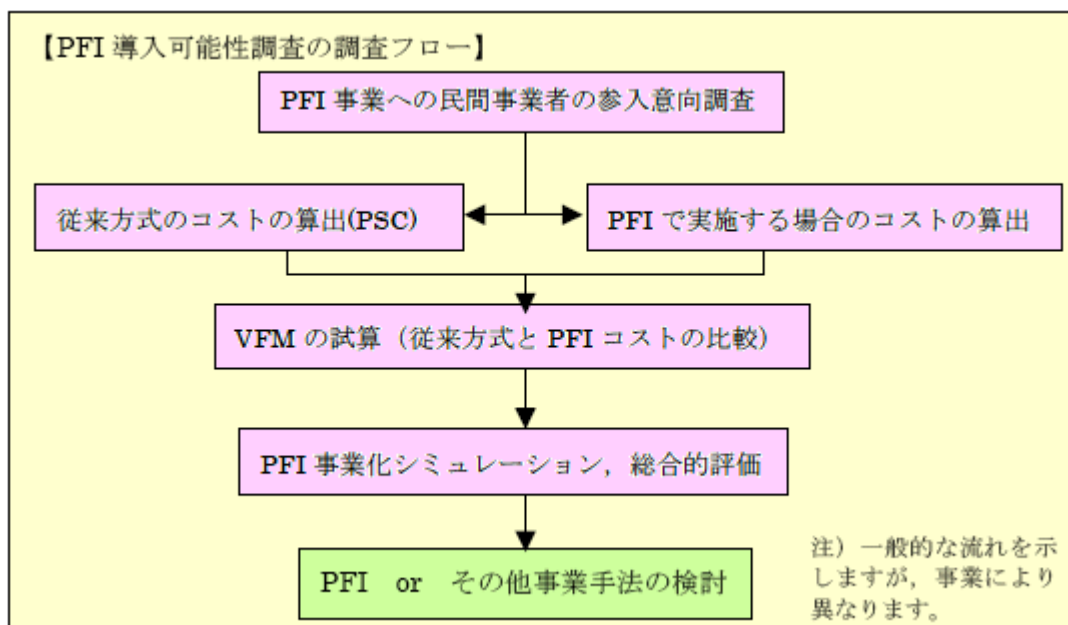 【PFI 導入可能性調査の調査フロー】
PFI 事業への民間事業者の参入意向調査
従来方式のコストの算出(PSC)
PFI で実施する場合のコストの算出
VFM の試算（従来方式と PFI コストの比較）
PFI 事業化シミュレーション，総合的評価
PFI　or　その他事業手法の検討
注）一般的な流れを示
しますが，事業により
異なります。